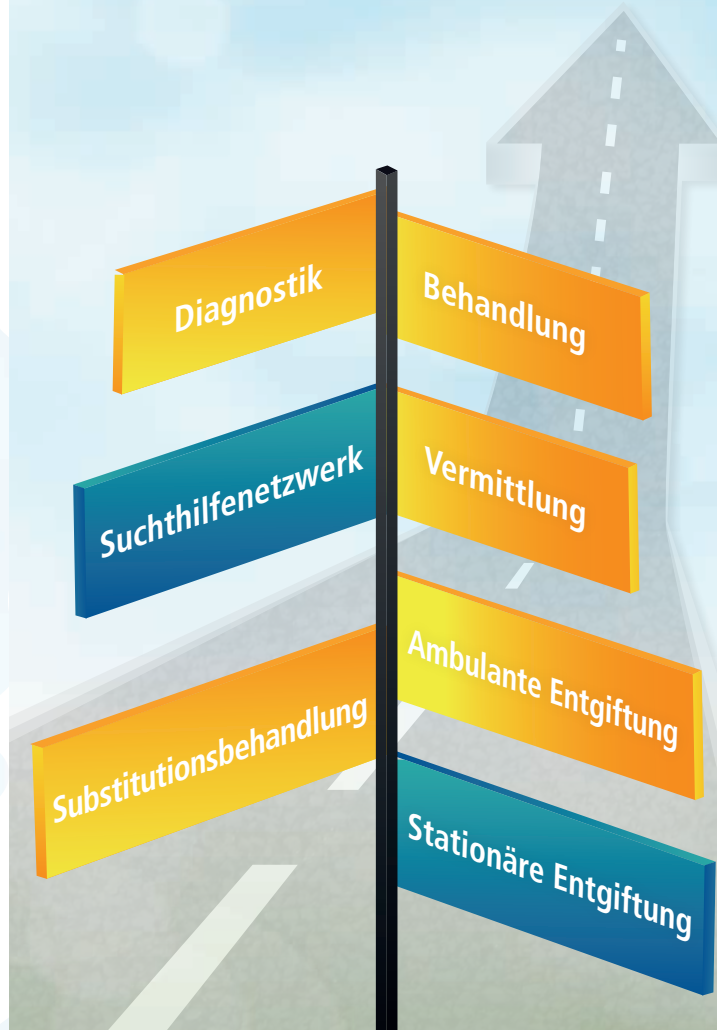 Diagnostik
Behandlung
Suchthilfenetzwerk
Vermittlung
Substitutionsbehandlung
Ambulante Entgiftung
Stationäre Entgiftung